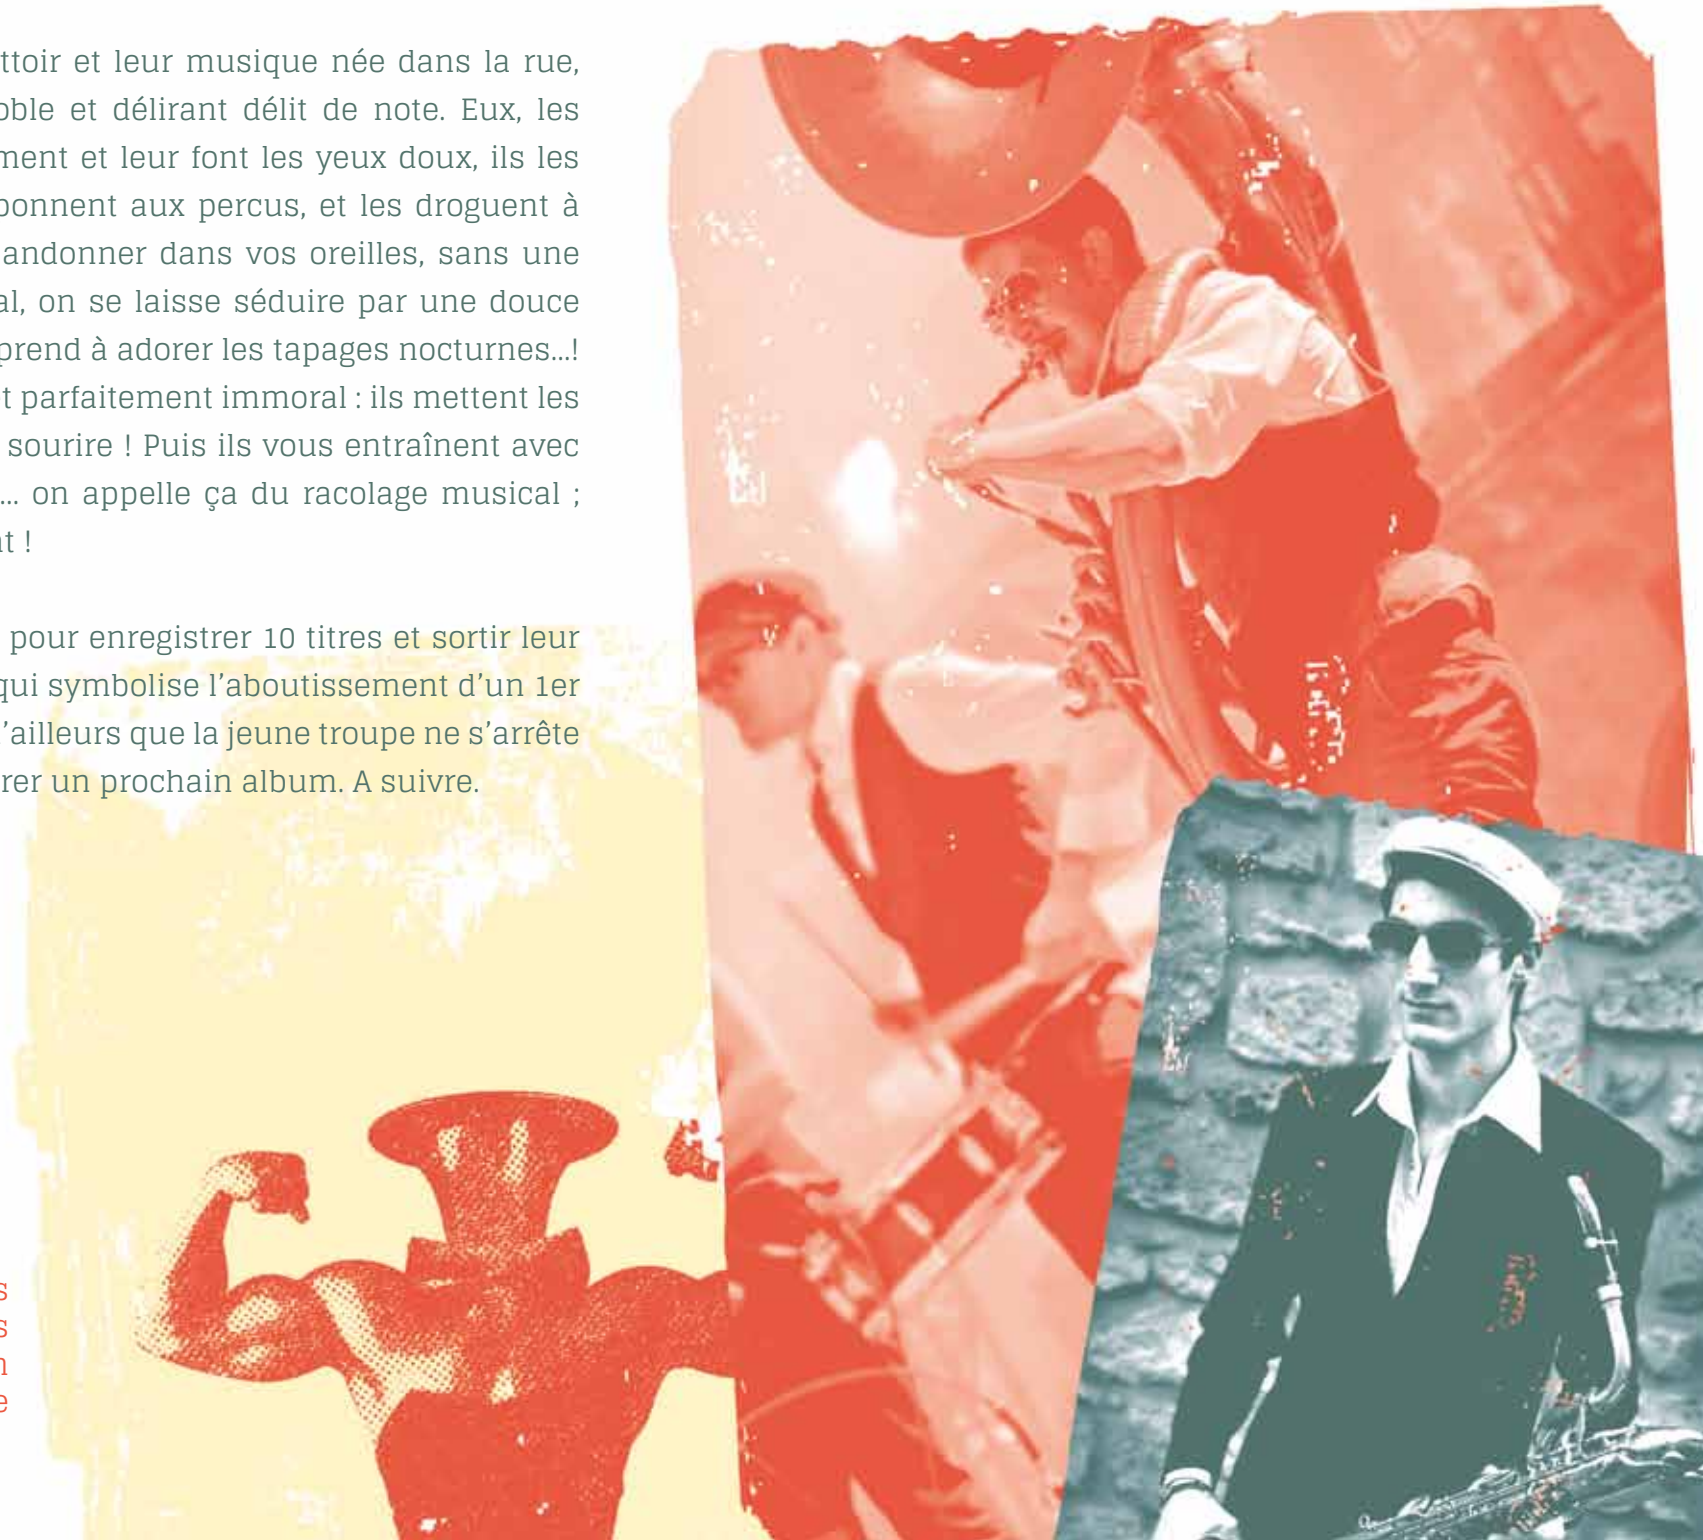 ttoir et leur musique née dans la rue,
oble et délirant délit de note. Eux, les
ment et leur font les yeux doux, ils les
bonnent aux percus, et les droguent à
andonner dans vos oreilles, sans une
al, on se laisse séduire par une douce
prend à adorer les tapages nocturnes...!
t parfaitement immoral : ils mettent les
sourire ! Puis ils vous entraînent avec
... on appelle ça du racolage musical ;
nt !
pour enregistrer 10 titres et sortir leur
qui symbolise l'aboutissement d'un 1er
'ailleurs que la jeune troupe ne s'arrête
rer un prochain album. A suivre.
s
s
n
e